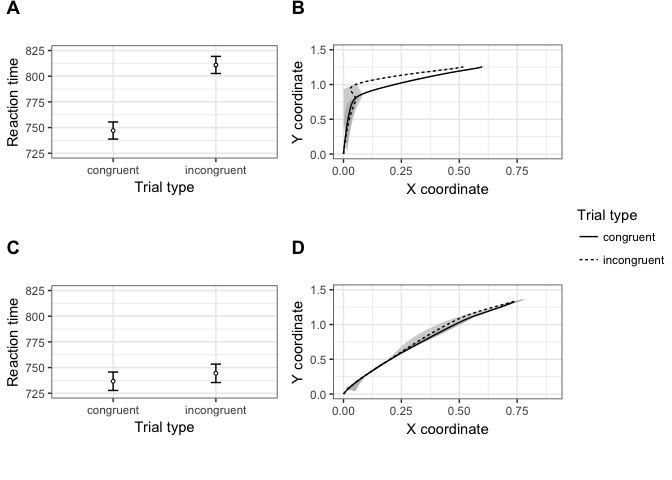 A
Reaction time
825
800
775
750
725
congruent incongruent
Trial type
B
Y coordinate
1.5
1.0
0.5
0.0
0.00 0.25 0.50 0.75
X coordinate
Trial type
congruent
incongruent
C
Reaction time
825
800
775
750
725
congruent incongruent
Trial type
D
Y coordinate
1.5
1.0
0.5
0.0
0.00 0.25 0.50 0.75
X coordinate